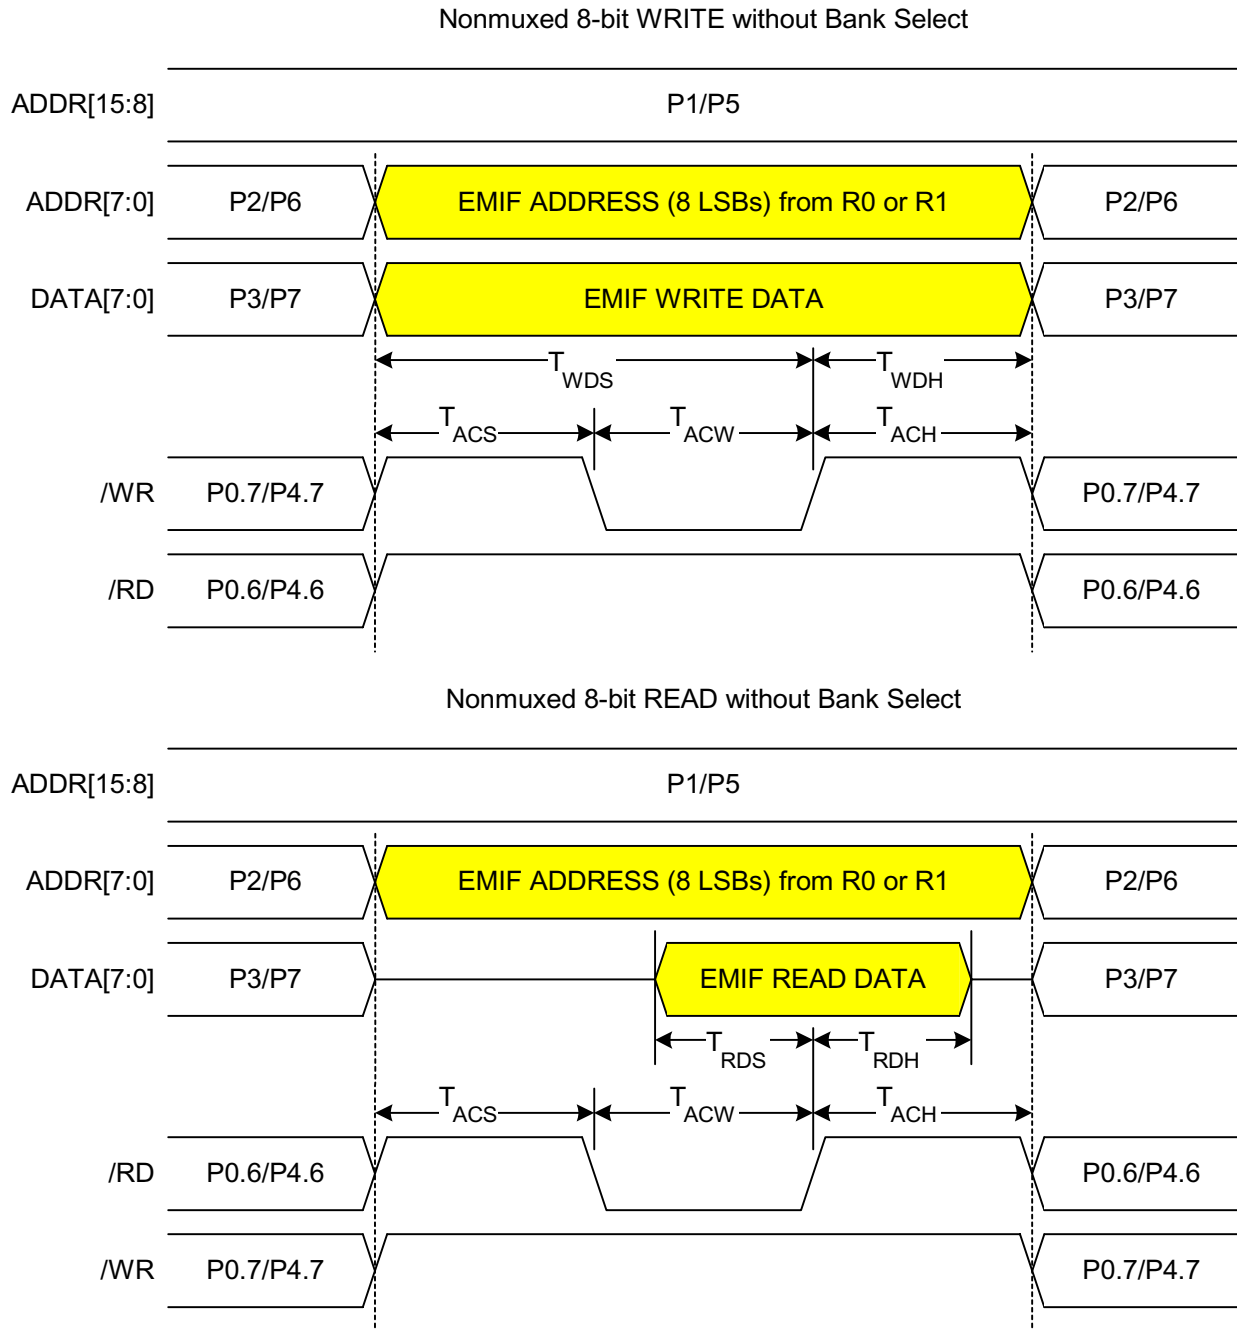 Nonmuxed 8-bit WRITE without Bank Select
ADDR[15:8] P1/P5
ADDR[7:0] P2/P6 EMIF ADDRESS (8 LSBs) from R0 or R1 P2/P6
DATA[7:0] P3/P7 EMIF WRITE DATA P3/P7
TWDS TWDH
TACS TACW TACH
/WR P0.7/P4.7 P0.7/P4.7
/RD P0.6/P4.6 P0.6/P4.6
Nonmuxed 8-bit READ without Bank Select
ADDR[15:8] P1/P5
ADDR[7:0] P2/P6 EMIF ADDRESS (8 LSBs) from R0 or R1 P2/P6
DATA[7:0] P3/P7 EMIF READ DATA P3/P7
TRDS TRDH
TACS TACW TACH
/RD P0.6/P4.6 P0.6/P4.6
/WR P0.7/P4.7 P0.7/P4.7